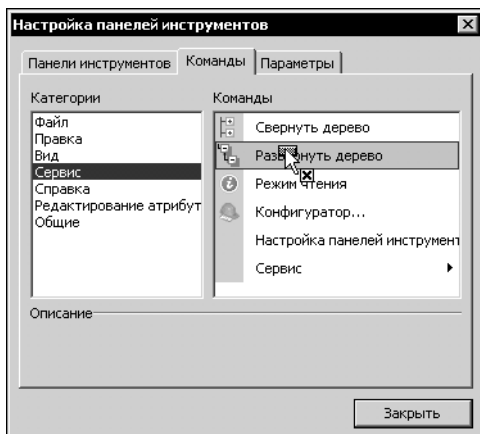 Настройка панелей инструментов
Панели инструментов Команды Параметры
Категории
Файл
Правка
Вид
Сервис
Справка
Редактирование атрибут
Общие
Команды
Свернуть дерево
Развернуть дерево
Режим чтения
Конфигуратор...
Настройка панелей инструмент
Сервис
Описание
Закрыть